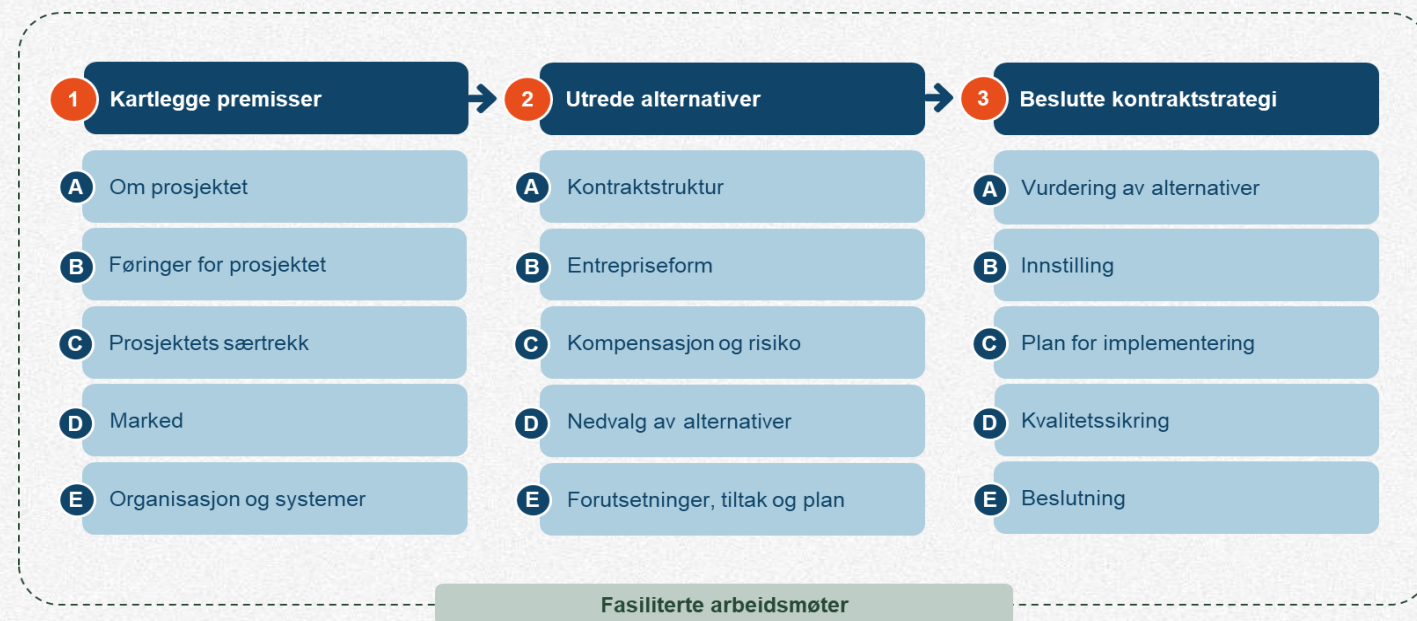 1 Kartlegge premisser
A Om prosjektet
B Føringer for prosjektet
C Prosjektets særtrekk
D Marked
E Organisasjon og systemer
2 Utrede alternativer
A Kontraktstruktur
B Entrepriseform
C Kompensasjon og risiko
D Nedvalg av alternativer
E Forutsetninger, tiltak og plan
3 Beslutte kontraktstrategi
A Vurdering av alternativer
B Innstilling
C Plan for implementering
D Kvalitetssikring
E Beslutning
Fasiliterte arbeidsmøter